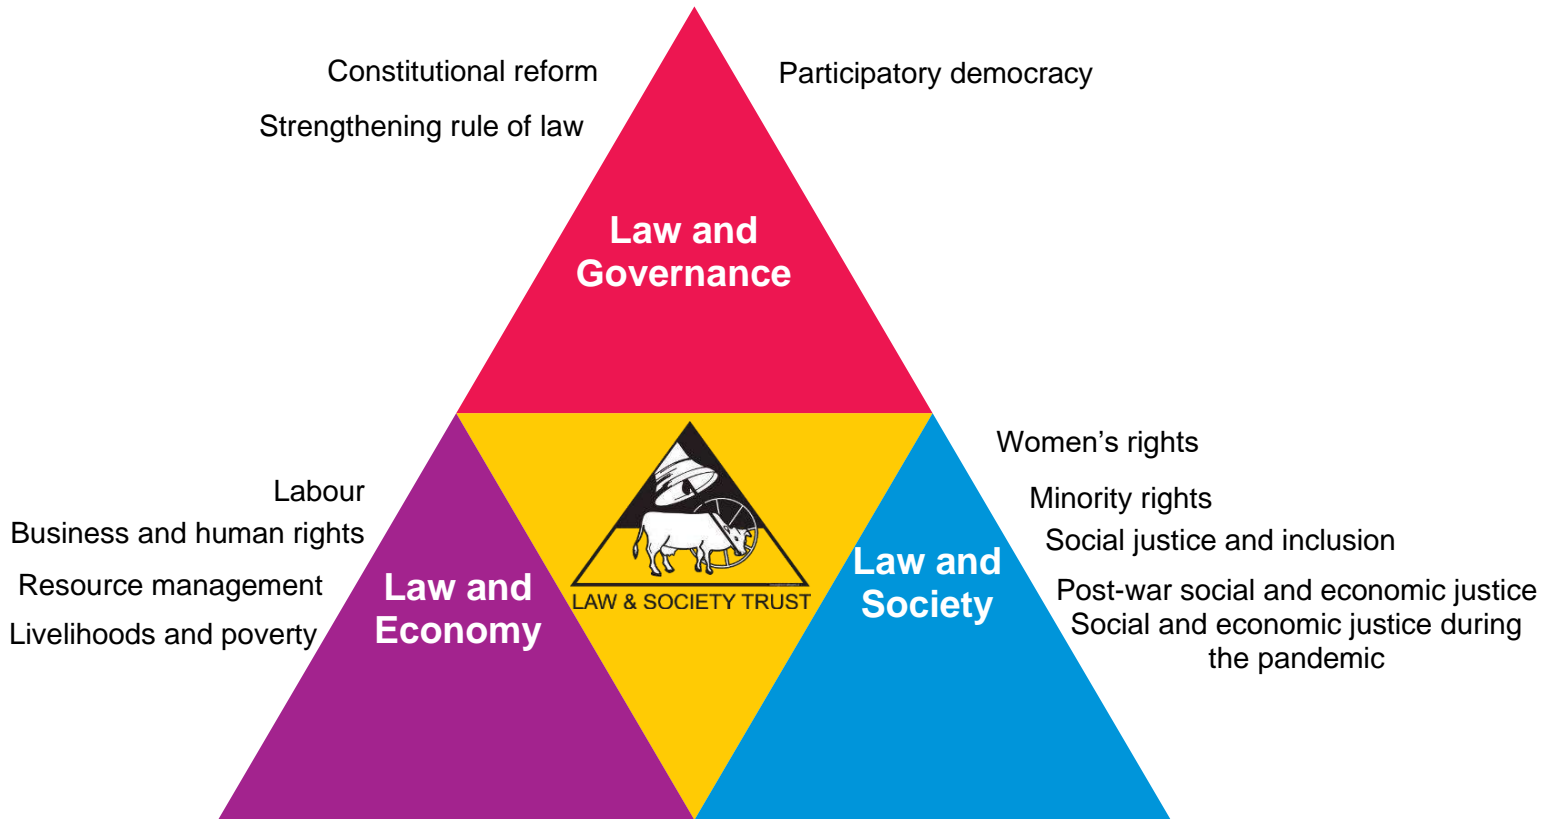 Constitutional reform
Participatory democracy
Strengthening rule of law
Law and
Governance
Labour
Business and human rights
Resource management
Livelihoods and poverty
Law and
Economy
LAW & SOCIETY TRUST
Law and
Society
Women’s rights
Minority rights
Social justice and inclusion
Post-war social and economic justice
Social and economic justice during
the pandemic